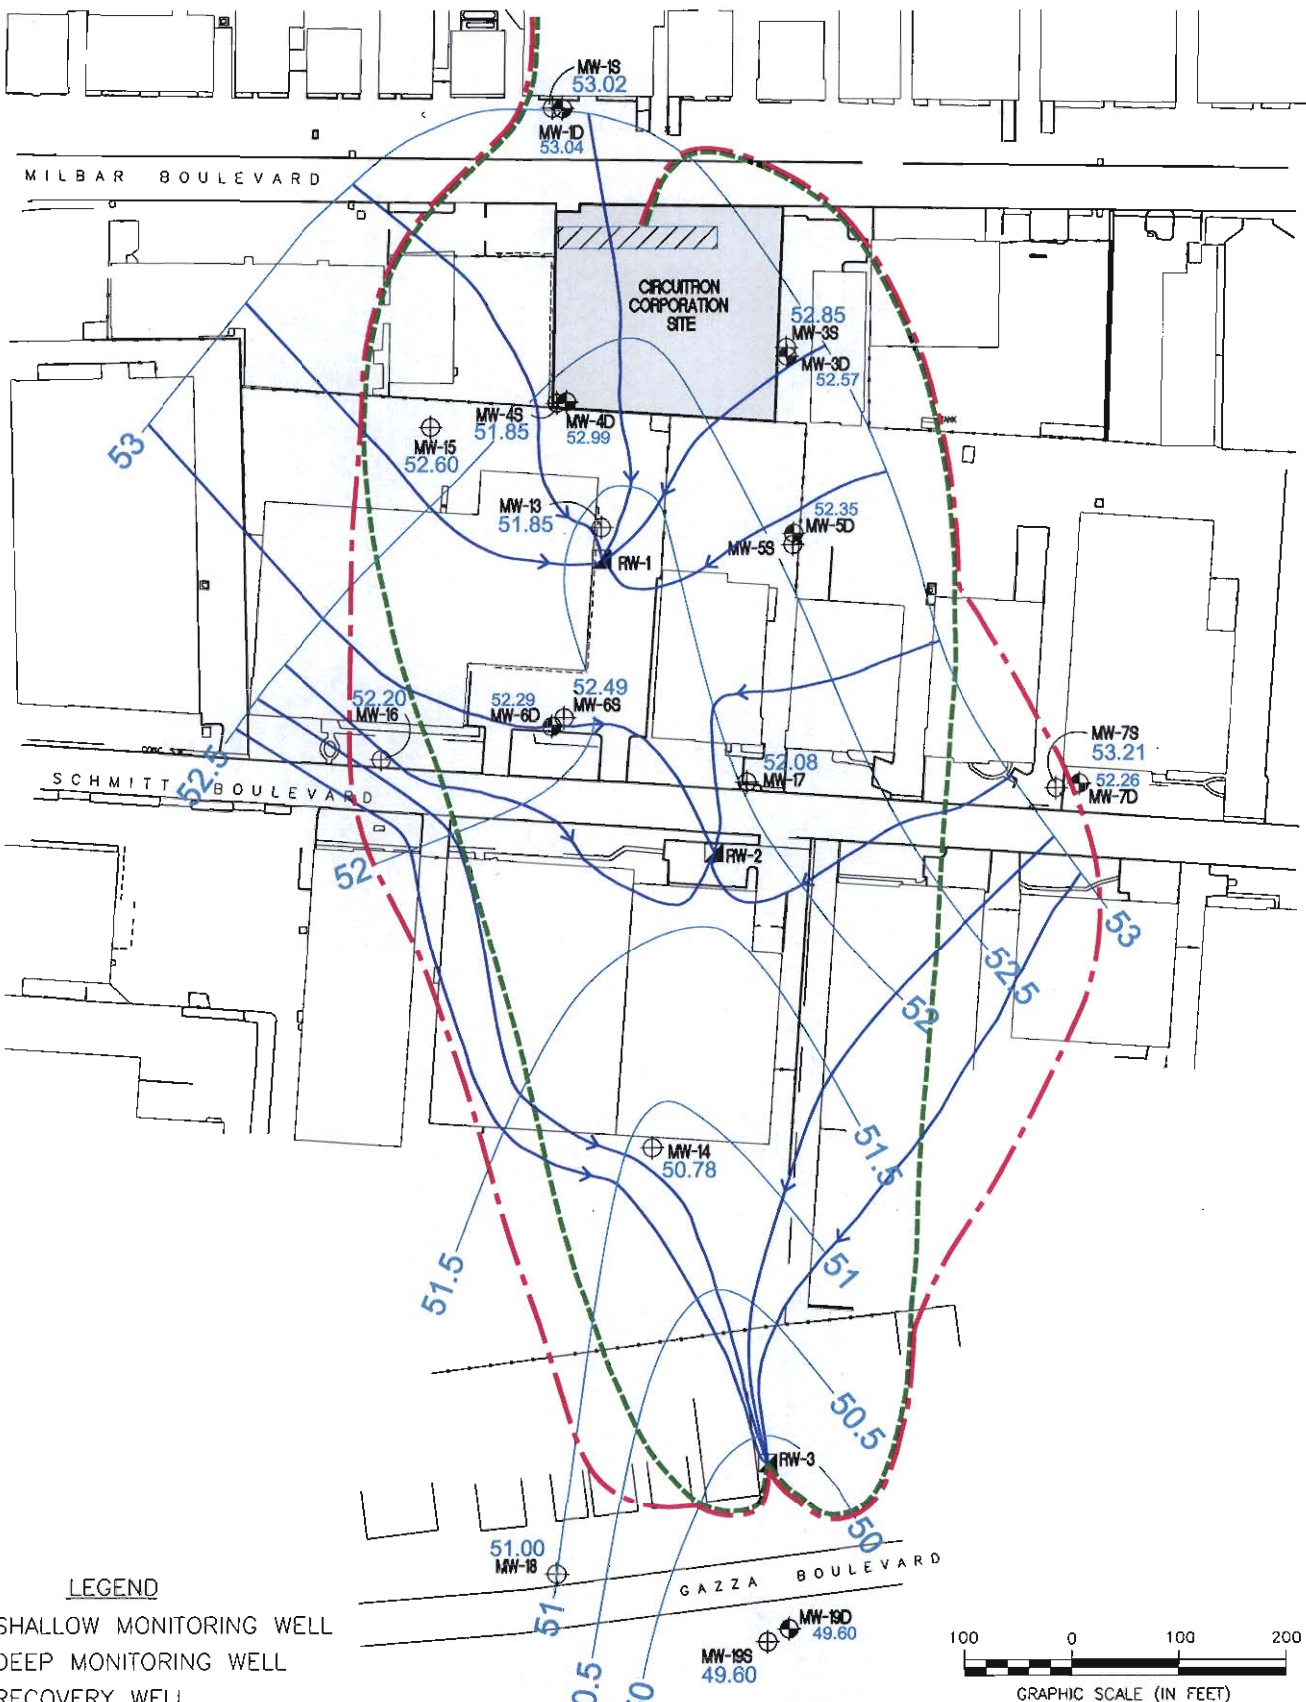 MW-1S
53.02
MW-1D
53.04
MILBAR BOULEVARD
CIRCUITRON
CORPORATION
SITE
52.85
MW-3S
MW-3D
52.57
MW-4S
51.85
MW-4D
52.99
MW-15
52.60
53
MW-13
51.85
52.35
MW-5D
MW-5S
RW-1
52.20
MW-16
52.29
MW-6D
52.49
MW-6S
52.08
MW-17
MW-7S
53.21
52.26
MW-7D
52.5
SCHMITT BOULEVARD
RW-2
52
53
52.5
52
51.5
MW-14
50.78
51.5
51
50.5
RW-3
50
51.00
MW-18
GAZZA BOULEVARD
51
MW-19D
49.60
MW-19S
49.60
LEGEND
SHALLOW MONITORING WELL
DEEP MONITORING WELL
RECOVERY WELL
100 0 100 200
GRAPHIC SCALE (IN FEET)